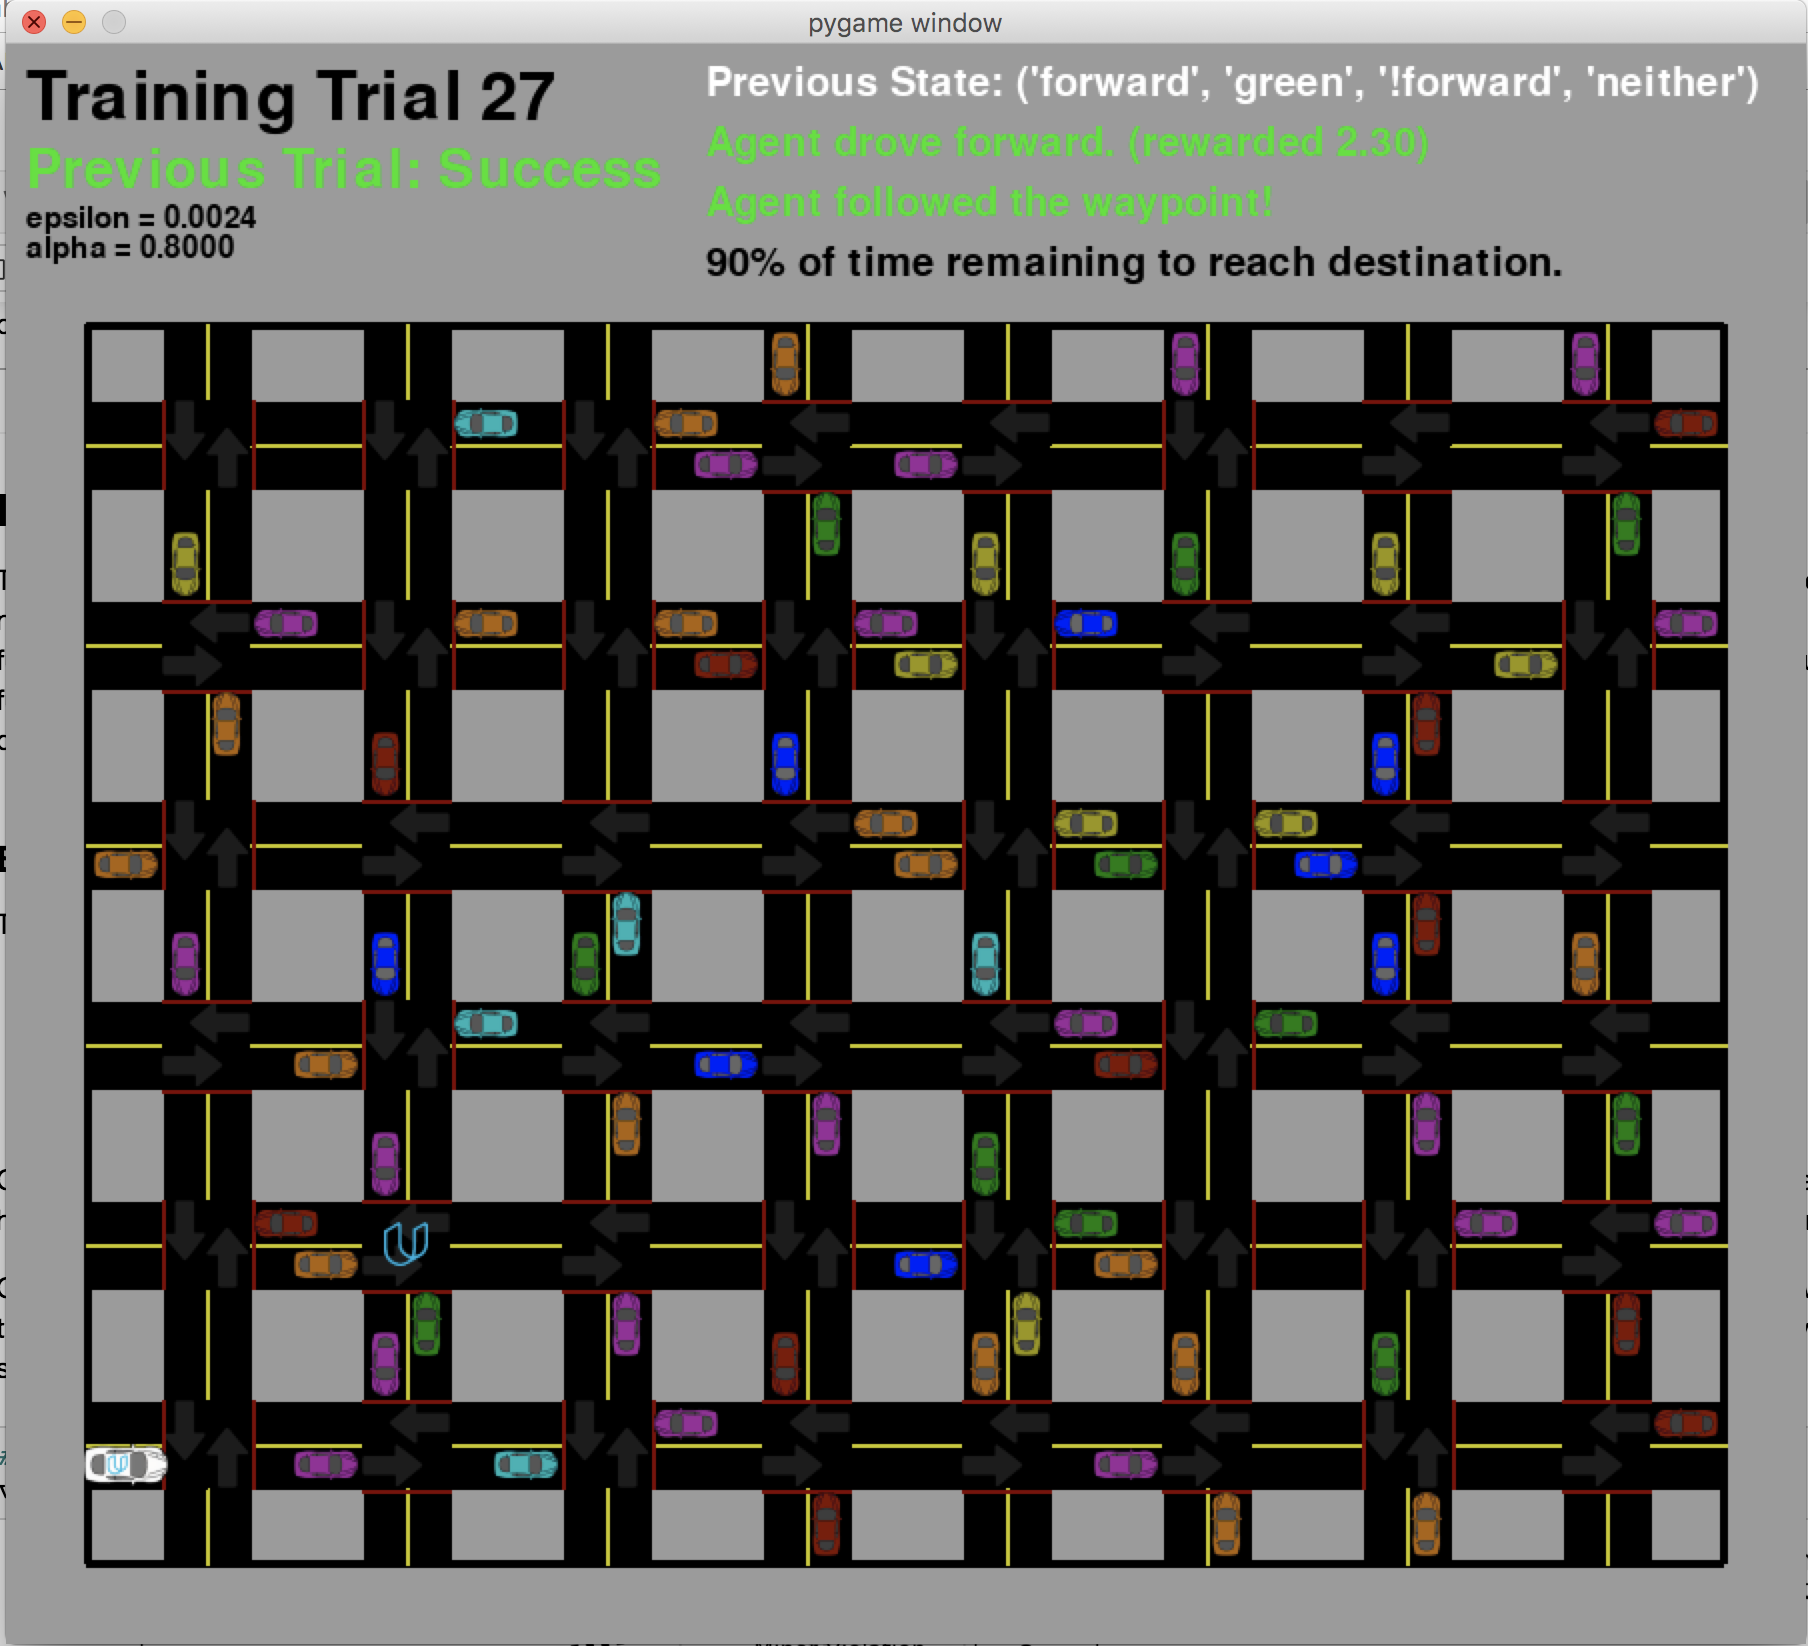 pygame window
Training Trial 27
Previous Trial: Success
epsilon = 0.0024
alpha = 0.8000
Previous State: ('forward', 'green', '!forward', 'neither')
Agent drove forward. (rewarded 2.30)
Agent followed the waypoint!
90% of time remaining to reach destination.